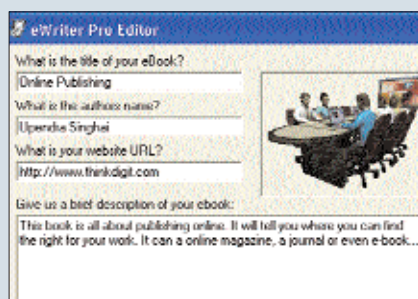 eWriter Pro Editor
What is the title of your eBook?
Online Publishing
What is the authors name?
Upendra Singhai
What is your website URL?
http://www.thinkdigit.com
Give us a brief description of your ebook:
This book is all about publishing online. It will tell you where you can find
the right for your work. It can a online magazine, a journal or even e-book...